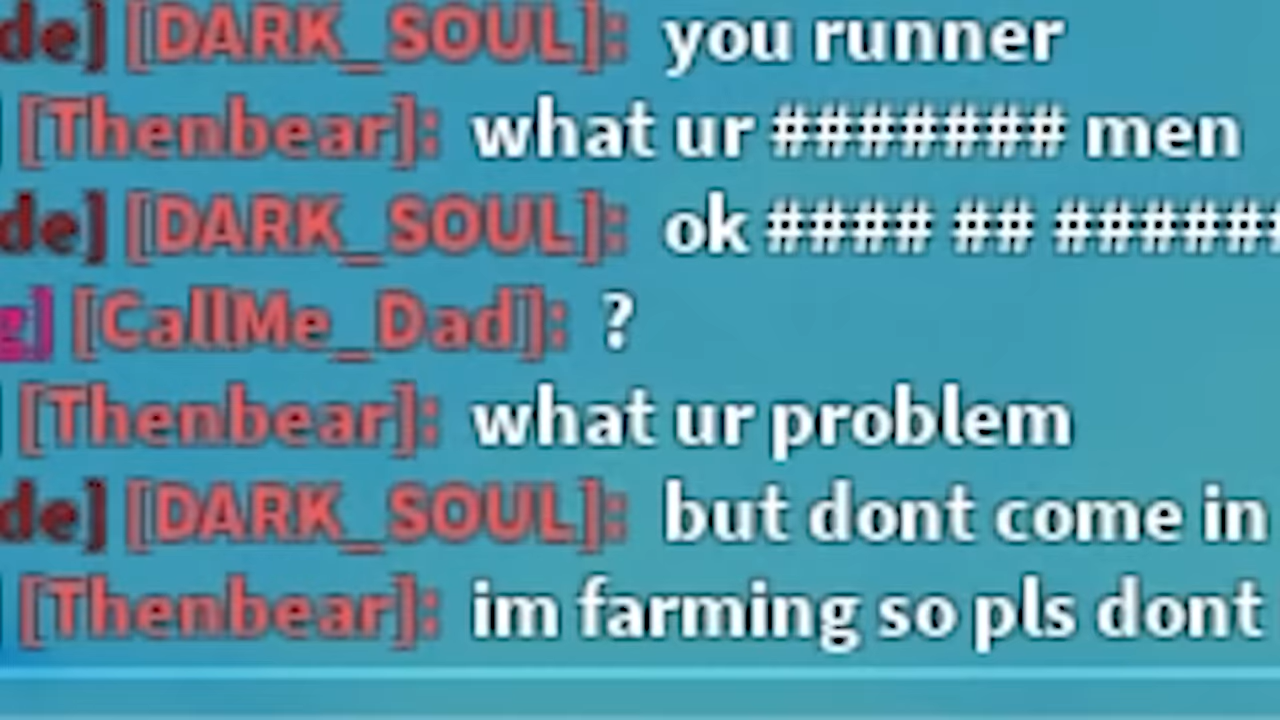 de] [DARK_SOUL]: you runner
[Thenbear]: what ur ####### men
de] [DARK_SOUL]: ok #### ## ######
g] [CallMe_Dad]: ?
[Thenbear]: what ur problem
de] [DARK_SOUL]: but dont come in
[Thenbear]: im farming so pls dont